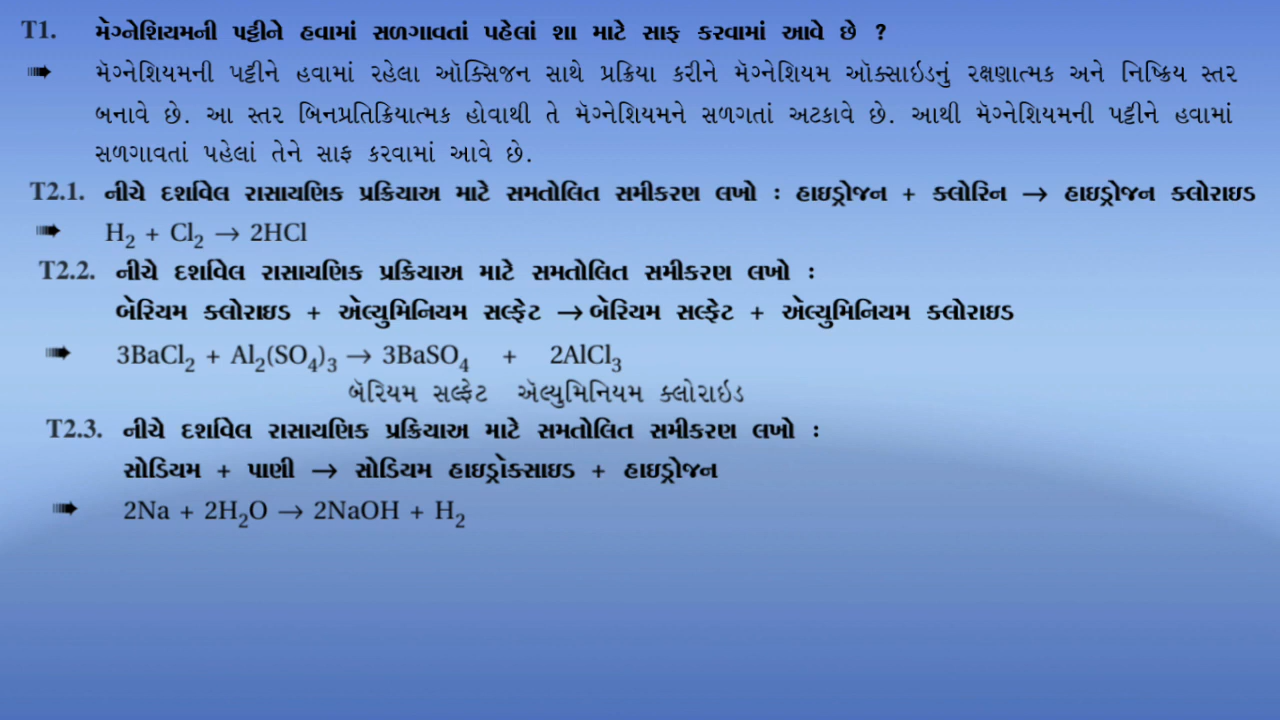 T1. મૅગ્નેશિયમની પટ્ટીને હવામાં સળગાવતાં પહેલાં શા માટે સાફ કરવામાં આવે છે ?
➠ મૅગ્નેશિયમની પટ્ટીને હવામાં રહેલા ઑક્સિજન સાથે પ્રક્રિયા કરીને મૅગ્નેશિયમ ઑક્સાઇડનું રક્ષણાત્મક અને નિષ્ક્રિય સ્તર
બનાવે છે. આ સ્તર બિનપ્રતિક્રિયાત્મક હોવાથી તે મૅગ્નેશિયમને સળગતાં અટકાવે છે. આથી મૅગ્નેશિયમની પટ્ટીને હવામાં
સળગાવતાં પહેલાં તેને સાફ કરવામાં આવે છે.
T2.1. નીચે દર્શાવેલ રાસાયણિક પ્રક્રિયાઅ માટે સમતોલિત સમીકરણ લખો : હાઇડ્રોજન + ક્લોરિન → હાઇડ્રોજન ક્લોરાઇડ
➠ H₂ + Cl₂ → 2HCl
T2.2. નીચે દર્શાવેલ રાસાયણિક પ્રક્રિયાઅ માટે સમતોલિત સમીકરણ લખો :
બેરિયમ ક્લોરાઇડ + ઍલ્યુમિનિયમ સલ્ફેટ → બેરિયમ સલ્ફેટ + ઍલ્યુમિનિયમ ક્લોરાઇડ
➠ 3BaCl₂ + Al₂(SO₄)₃ → 3BaSO₄ + 2AlCl₃
બૅરિયમ સલ્ફેટ ઍલ્યુમિનિયમ ક્લોરાઇડ
T2.3. નીચે દર્શાવેલ રાસાયણિક પ્રક્રિયાઅ માટે સમતોલિત સમીકરણ લખો :
સોડિયમ + પાણી → સોડિયમ હાઇડ્રૉક્સાઇડ + હાઇડ્રોજન
➠ 2Na + 2H₂O → 2NaOH + H₂